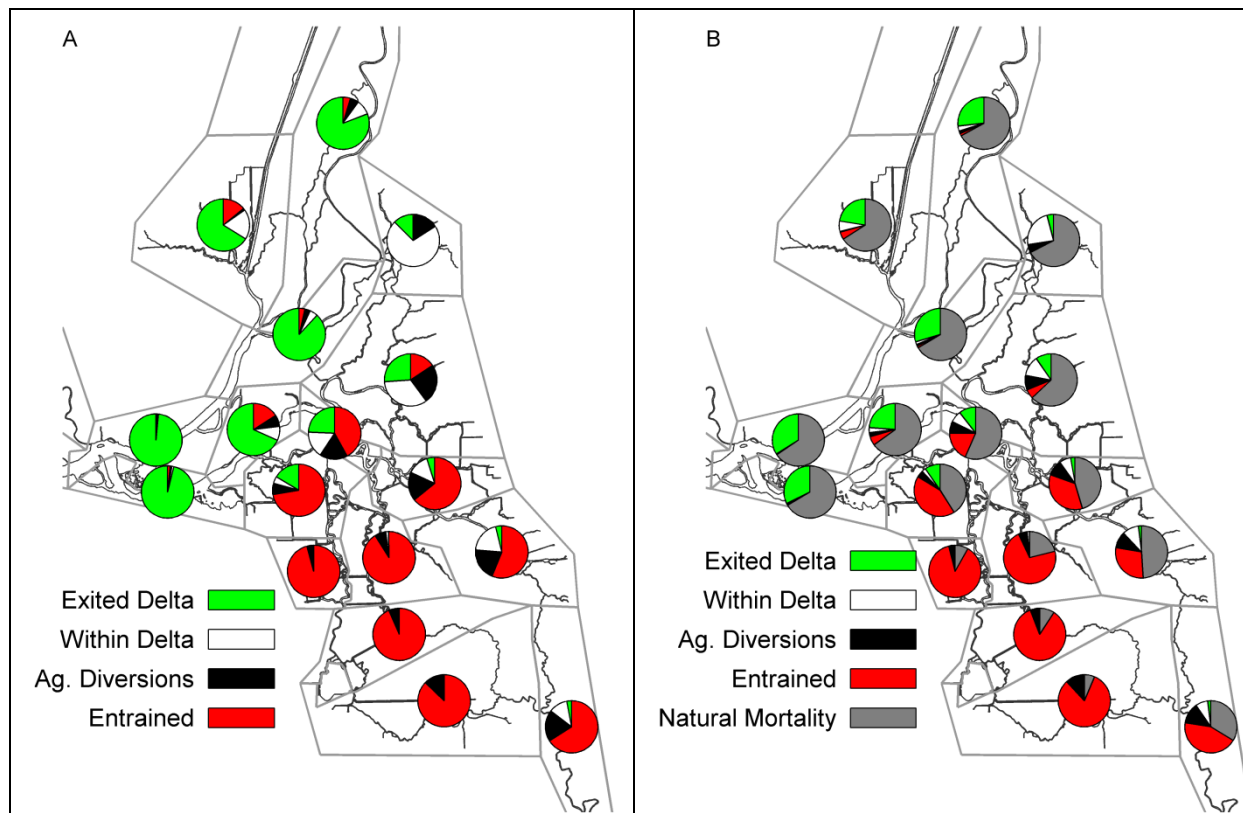 A
Exited Delta
Within Delta
Ag. Diversions
Entrained
B
Exited Delta
Within Delta
Ag. Diversions
Entrained
Natural Mortality